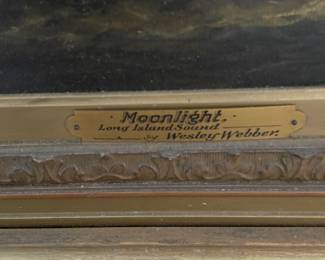 Moonlight.
Long Island Sound
by Wesley Webber.